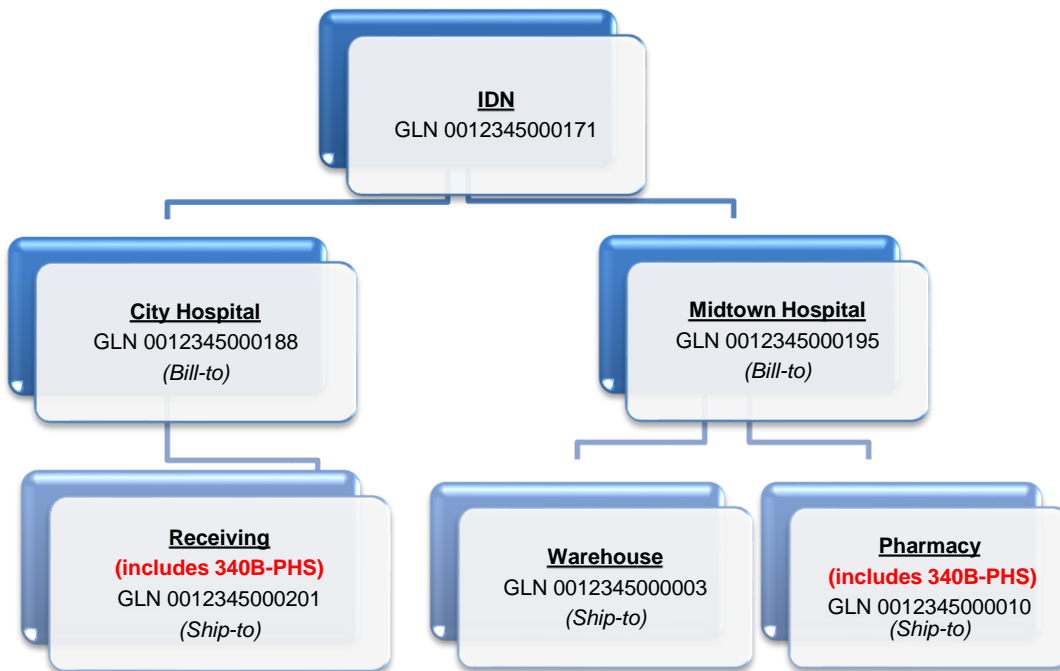 IDN
GLN 0012345000171
City Hospital
GLN 0012345000188
(Bill-to)
Midtown Hospital
GLN 0012345000195
(Bill-to)
Receiving
(includes 340B-PHS)
GLN 0012345000201
(Ship-to)
Warehouse
GLN 0012345000003
(Ship-to)
Pharmacy
(includes 340B-PHS)
GLN 0012345000010
(Ship-to)